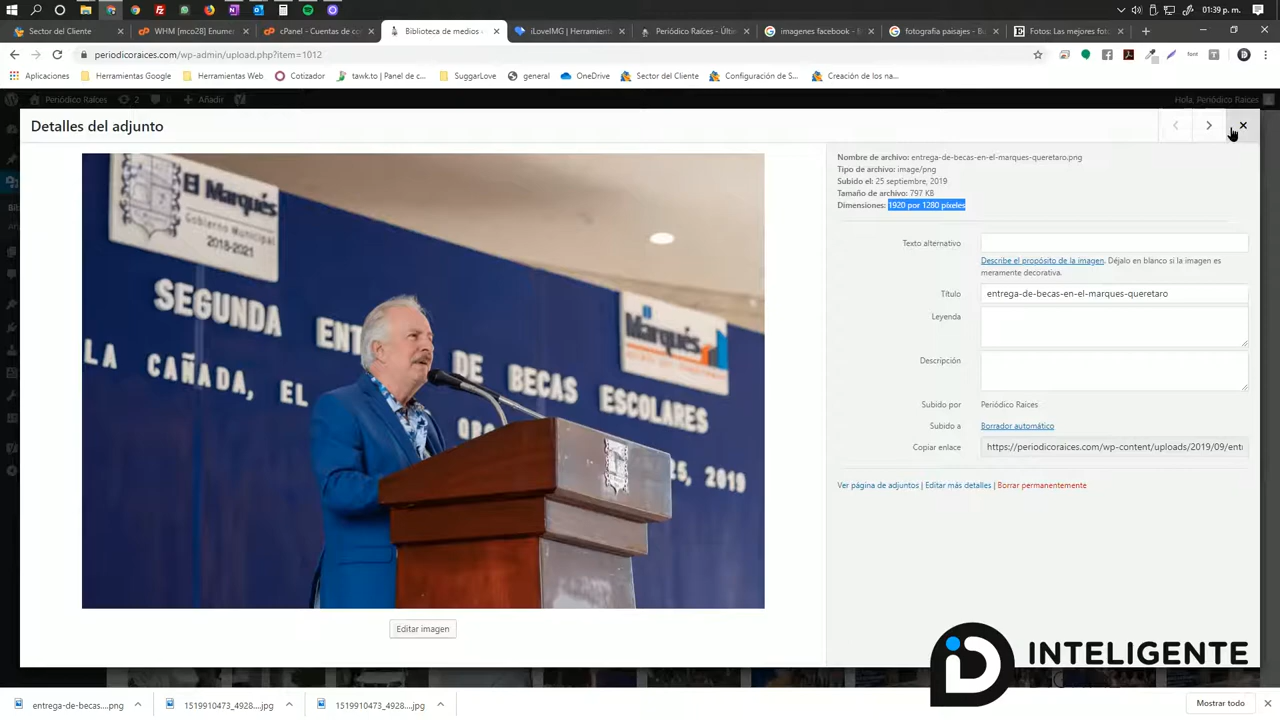 01:39 p. m.
Sector del Cliente
WHM [mco28] Enume
cPanel - Cuentas de co
Biblioteca de medios
iLoveIMG | Herramient
Periódico Raíces – Últin
imagenes facebook - B
fotografia paisajes - Bu
Fotos: Las mejores fot
periodicoraices.com/wp-admin/upload.php?item=1012
Aplicaciones
Herramientas Google
Herramientas Web
Cotizador
tawk.to | Panel de c...
SuggarLove
general
OneDrive
Sector del Cliente
Configuración de S...
Creación de los na...
Periódico Raíces
2
Añadir
Hola, Periódico Raíces
Detalles del adjunto
El Marqués
Gobierno Municipal
2018-2021
SEGUNDA ENT DE BECAS ESCOLARES
LA CAÑADA, EL QRO 25, 2019
Marqués
Nombre de archivo: entrega-de-becas-en-el-marques-queretaro.png
Tipo de archivo: image/png
Subido el: 25 septiembre, 2019
Tamaño de archivo: 797 KB
Dimensiones: 1920 por 1280 píxeles
Texto alternativo
Describe el propósito de la imagen. Déjalo en blanco si la imagen es
meramente decorativa.
Título
entrega-de-becas-en-el-marques-queretaro
Leyenda
Descripción
Subido por Periódico Raíces
Subido a Borrador automático
Copiar enlace https://periodicoraices.com/wp-content/uploads/2019/09/entr
Ver página de adjuntos | Editar más detalles | Borrar permanentemente
Editar imagen
iD INTELIGENTE
entrega-de-becas....png
1519910473_4928....jpg
1519910473_4928....jpg
Mostrar todo